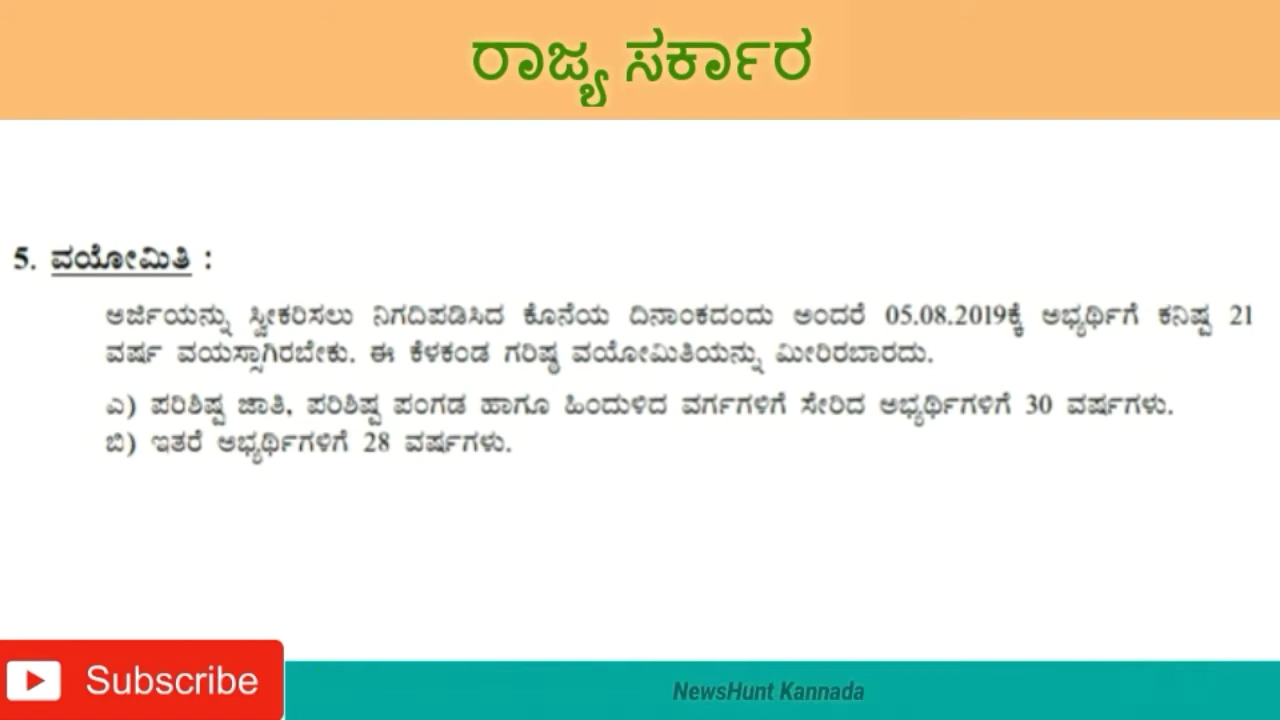 ರಾಜ್ಯ ಸರ್ಕಾರ
5. ವಯೋಮಿತಿ :
ಅರ್ಜಿಯನ್ನು ಸ್ವೀಕರಿಸಲು ನಿಗದಿಪಡಿಸಿದ ಕೊನೆಯ ದಿನಾಂಕದಂದು ಅಂದರೆ 05.08.2019ಕ್ಕೆ ಅಭ್ಯರ್ಥಿಗೆ ಕನಿಷ್ಟ 21
ವರ್ಷ ವಯಸ್ಸಾಗಿರಬೇಕು. ಈ ಕೆಳಕಂಡ ಗರಿಷ್ಠ ವಯೋಮಿತಿಯನ್ನು ಮೀರಿರಬಾರದು.
ಎ) ಪರಿಶಿಷ್ಟ ಜಾತಿ, ಪರಿಶಿಷ್ಟ ಪಂಗಡ ಹಾಗೂ ಹಿಂದುಳಿದ ವರ್ಗಗಳಿಗೆ ಸೇರಿದ ಅಭ್ಯರ್ಥಿಗಳಿಗೆ 30 ವರ್ಷಗಳು.
ಬಿ) ಇತರೆ ಅಭ್ಯರ್ಥಿಗಳಿಗೆ 28 ವರ್ಷಗಳು.
Subscribe
NewsHunt Kannada